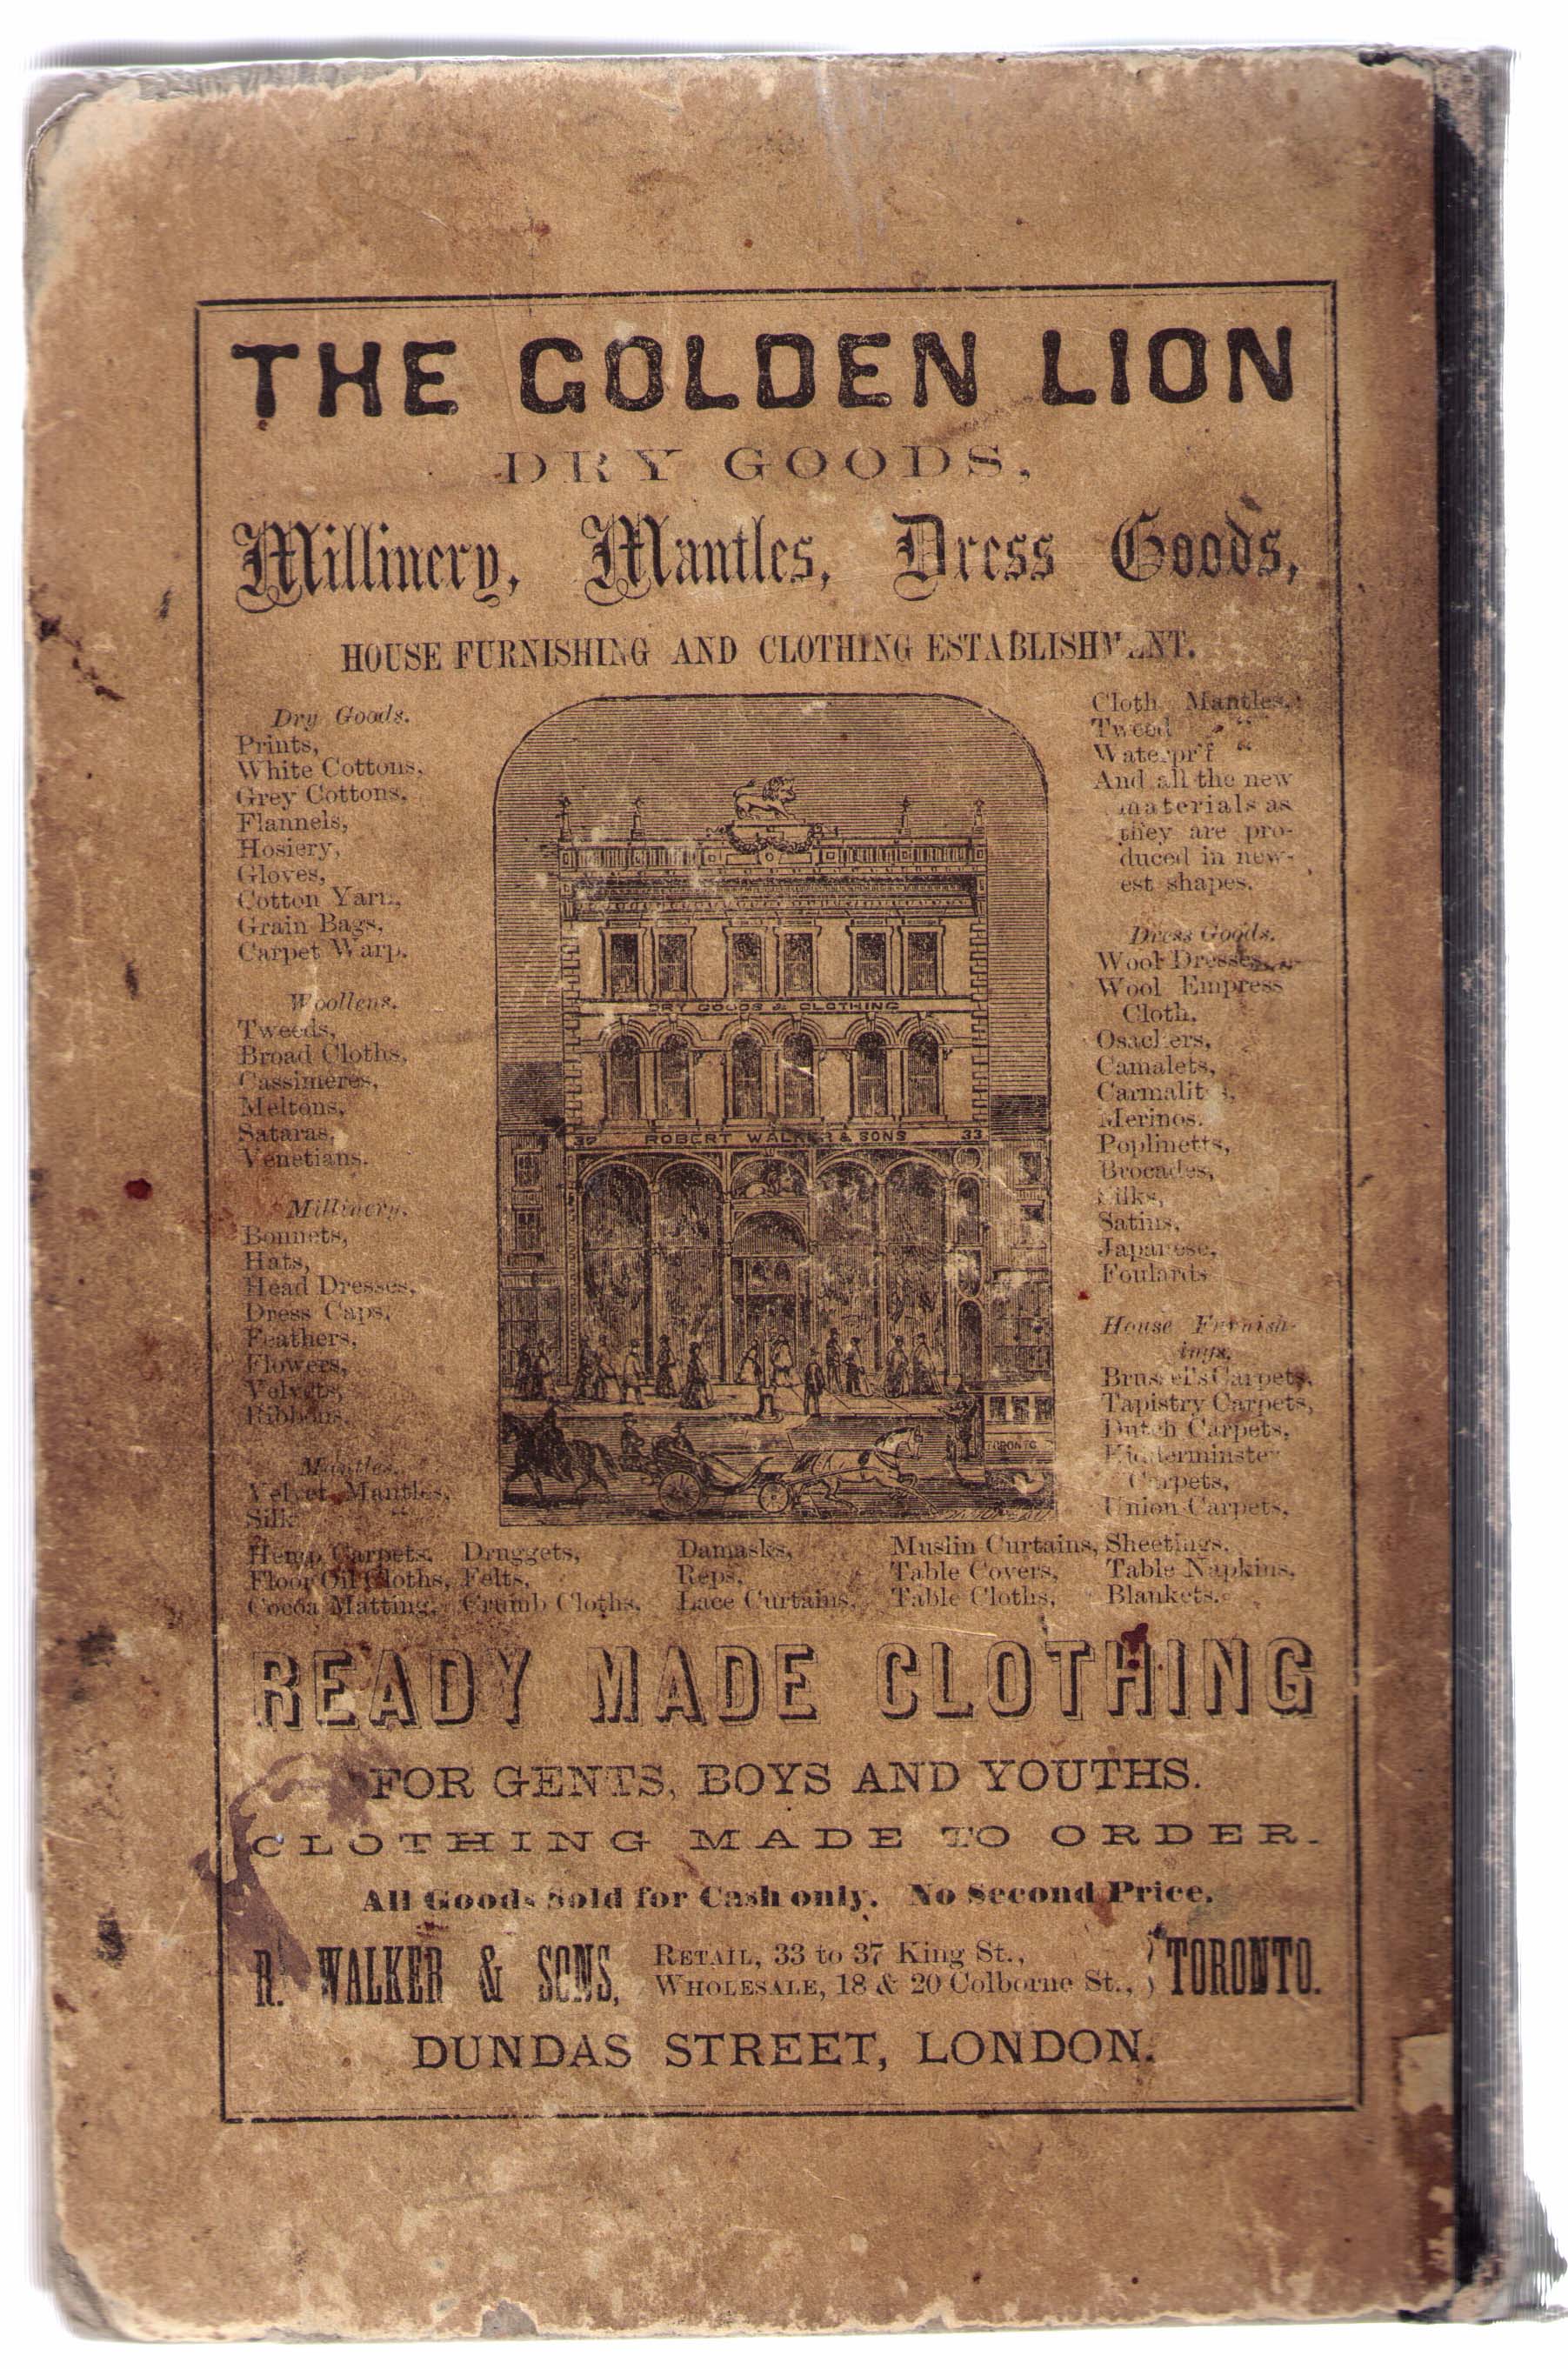 THE GOLDEN LION
DRY GOODS,
Millinery, Mantles, Dress Goods,
HOUSE FURNISHING AND CLOTHING ESTABLISHMENT.
Dry Goods.
Prints,
White Cottons,
Grey Cottons,
Flannels,
Hosiery,
Gloves,
Cotton Yarn,
Grain Bags,
Carpet Warp.
Woollens.
Tweeds,
Broad Cloths,
Cassimeres,
Meltons,
Sataras,
Venetians.
Millinery.
Bonnets,
Hats,
Head Dresses,
Dress Caps,
Feathers,
Flowers,
Velvets,
Ribbons.
Mantles.
Velvet Mantles,
Silk
DRY GOODS & CLOTHING
ROBERT WALKER & SONS 33
TORONTO
Cloth Mantles,
Tweed "
Waterpr'f "
And all the new
materials as
they are pro-
duced in new-
est shapes.
Dress Goods.
Wool Dresses,
Wool Empress
Cloth,
Camalets,
Merinos.
Poplinetts,
Brocades,
Silks,
Satins,
Japanese,
Foulards
House Furnish-
ings,
Brussel's Carpets,
Tapistry Carpets,
Dutch Carpets,
Kidderminster
Carpets,
Union Carpets,
Hemp Carpets, Druggets, Damasks, Muslin Curtains, Sheetings,
Floor Oil Cloths, Felts, Reps, Table Covers, Table Napkins,
Cocoa Matting, Crumb Cloths, Lace Curtains, Table Cloths, Blankets.
READY MADE CLOTHING
FOR GENTS, BOYS AND YOUTHS.
CLOTHING MADE TO ORDER.
All Goods Sold for Cash only. No Second Price.
R. WALKER & SONS, RETAIL, 33 to 37 King St.,
WHOLESALE, 18 & 20 Colborne St., } TORONTO.
DUNDAS STREET, LONDON.